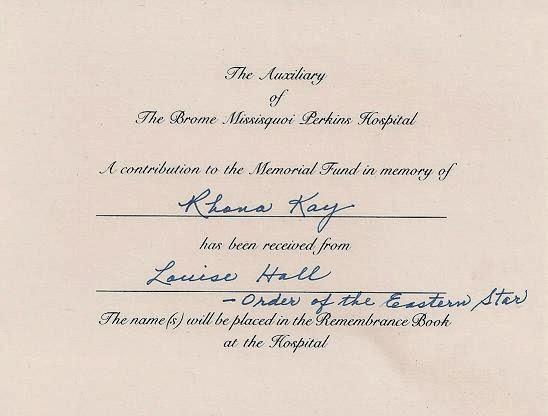 The Auxiliary
of
The Brome Missisquoi Perkins Hospital
A contribution to the Memorial Fund in memory of
Rhona Kay
has been received from
Louise Hall
- Order of the Eastern Star
The name(s) will be placed in the Remembrance Book
at the Hospital